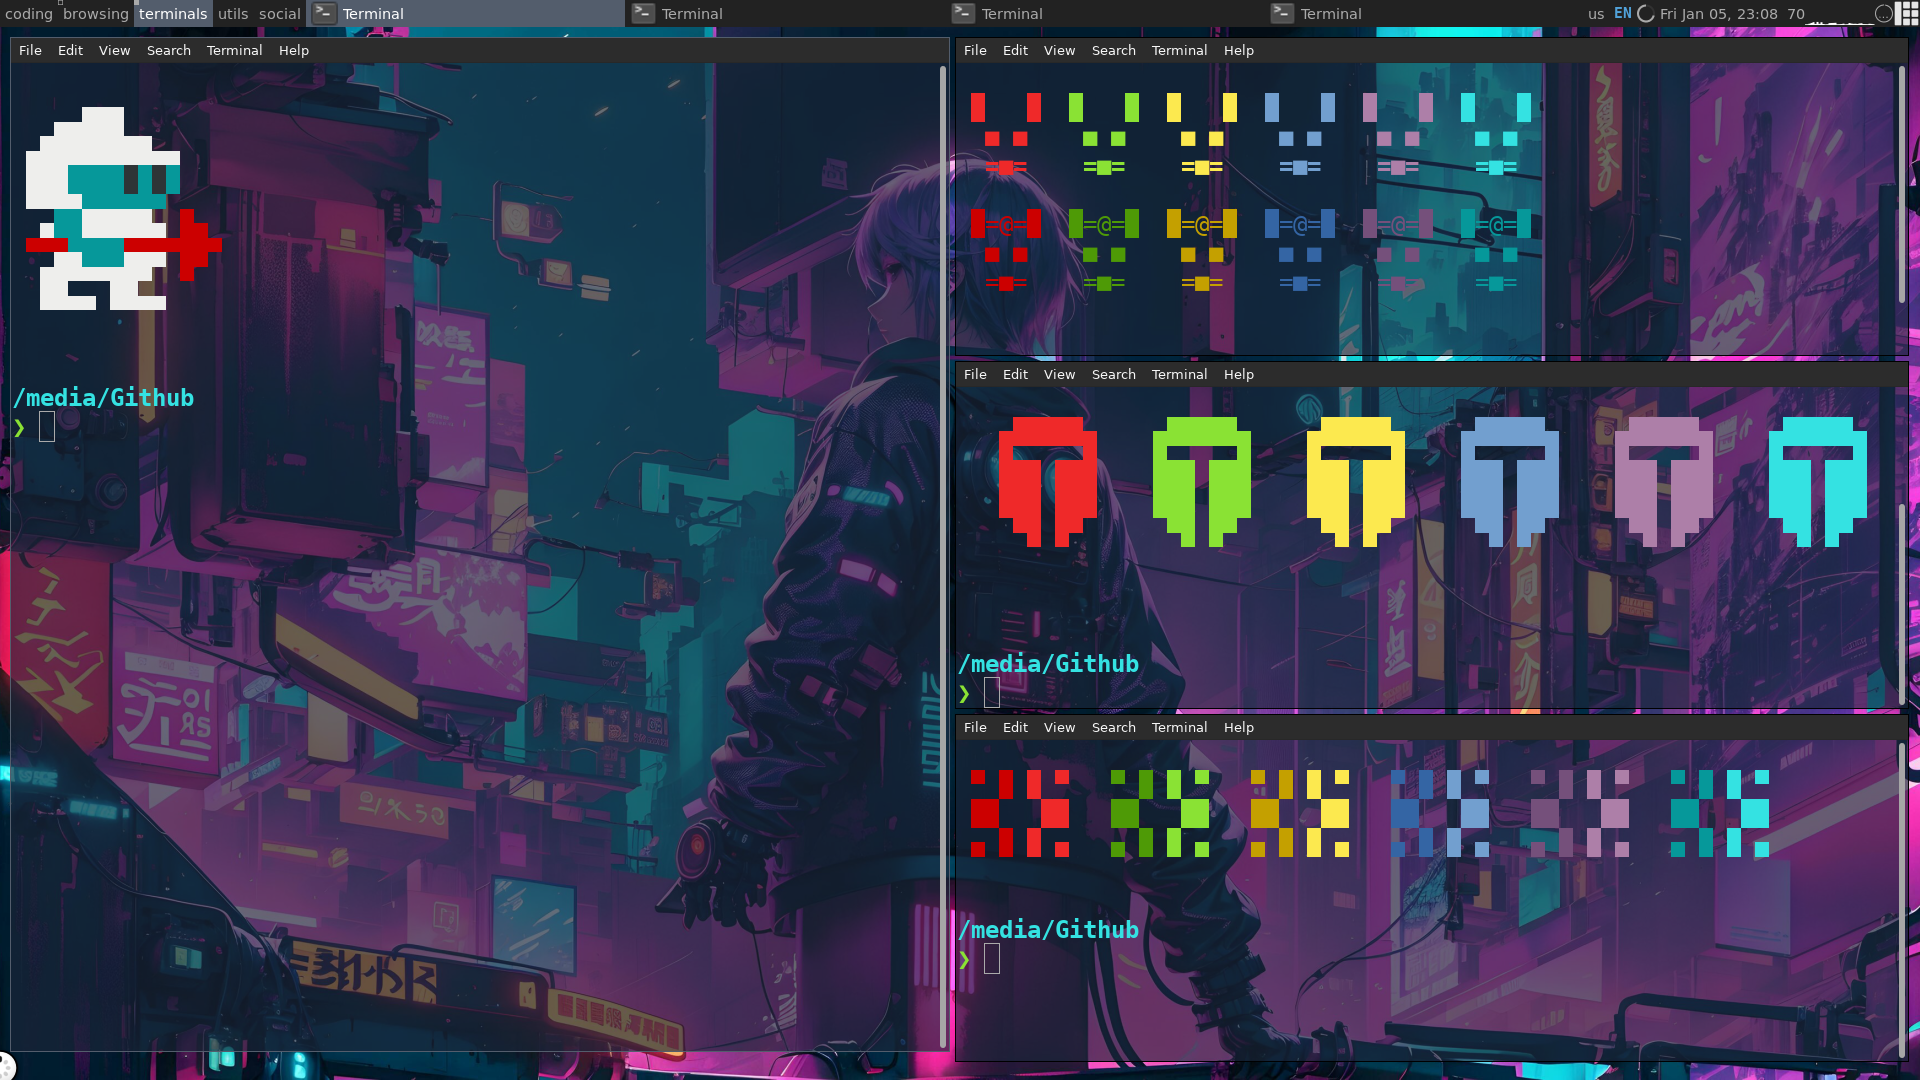 coding browsing terminals utils social Terminal Terminal Terminal Terminal us EN Fri Jan 05, 23:08 70
File Edit View Search Terminal Help
/media/Github
❯
File Edit View Search Terminal Help
=@= =@= =@= =@= =@= =@=
File Edit View Search Terminal Help
/media/Github
❯
File Edit View Search Terminal Help
/media/Github
❯